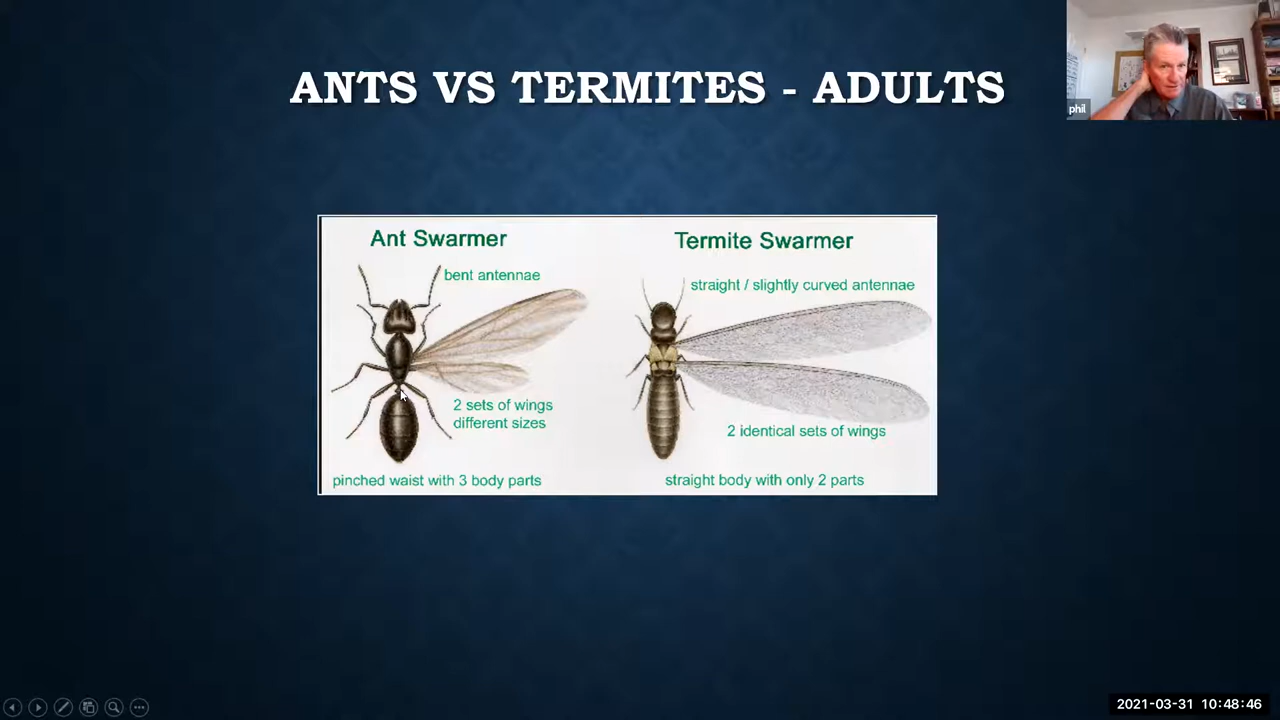 ANTS VS TERMITES - ADULTS
phil
Ant Swarmer
bent antennae
2 sets of wings
different sizes
pinched waist with 3 body parts
Termite Swarmer
straight / slightly curved antennae
2 identical sets of wings
straight body with only 2 parts
2021-03-31 10:48:46